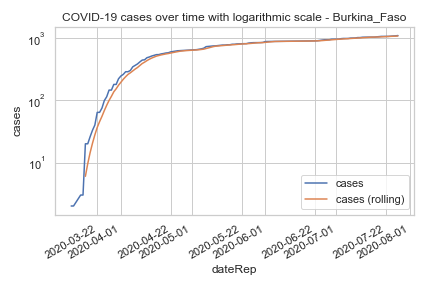 COVID-19 cases over time with logarithmic scale - Burkina_Faso
10³
10²
10¹
cases
cases
cases (rolling)
2020-03-22
2020-04-01
2020-04-22
2020-05-01
2020-05-22
2020-06-01
2020-06-22
2020-07-01
2020-07-22
2020-08-01
dateRep